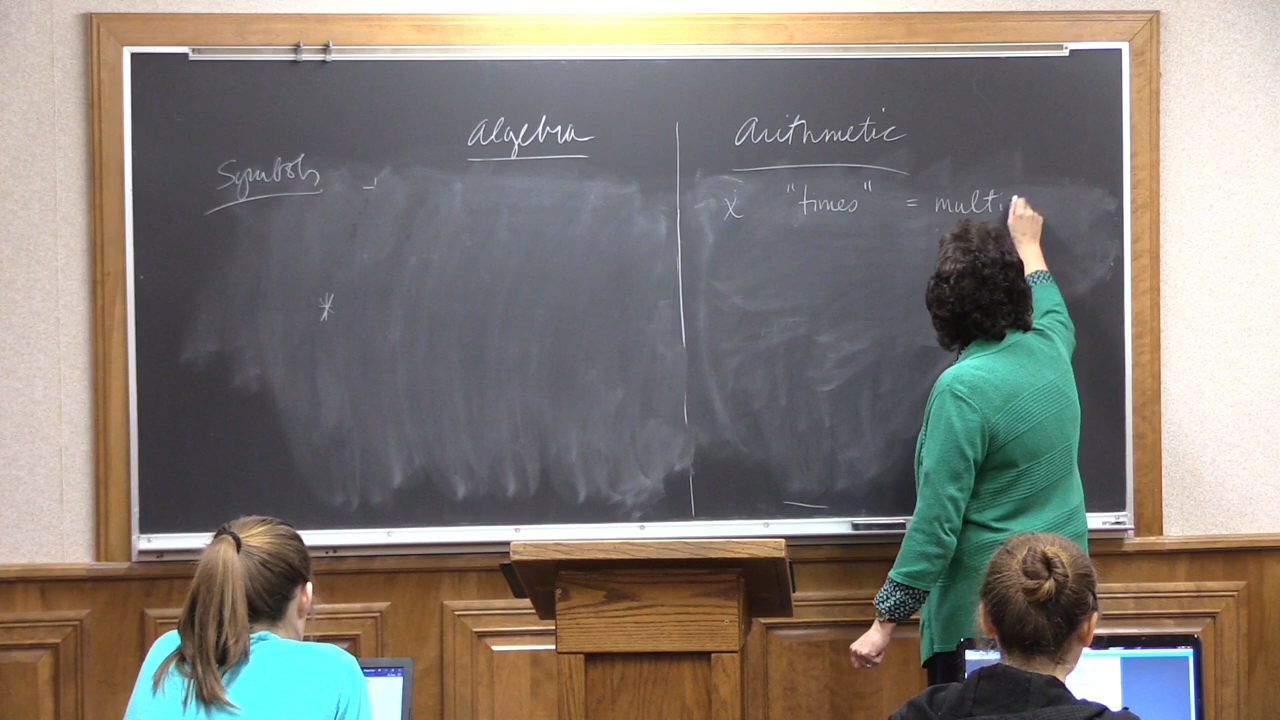 algebra
arithmetic
Symbols
x "times" = multi
*